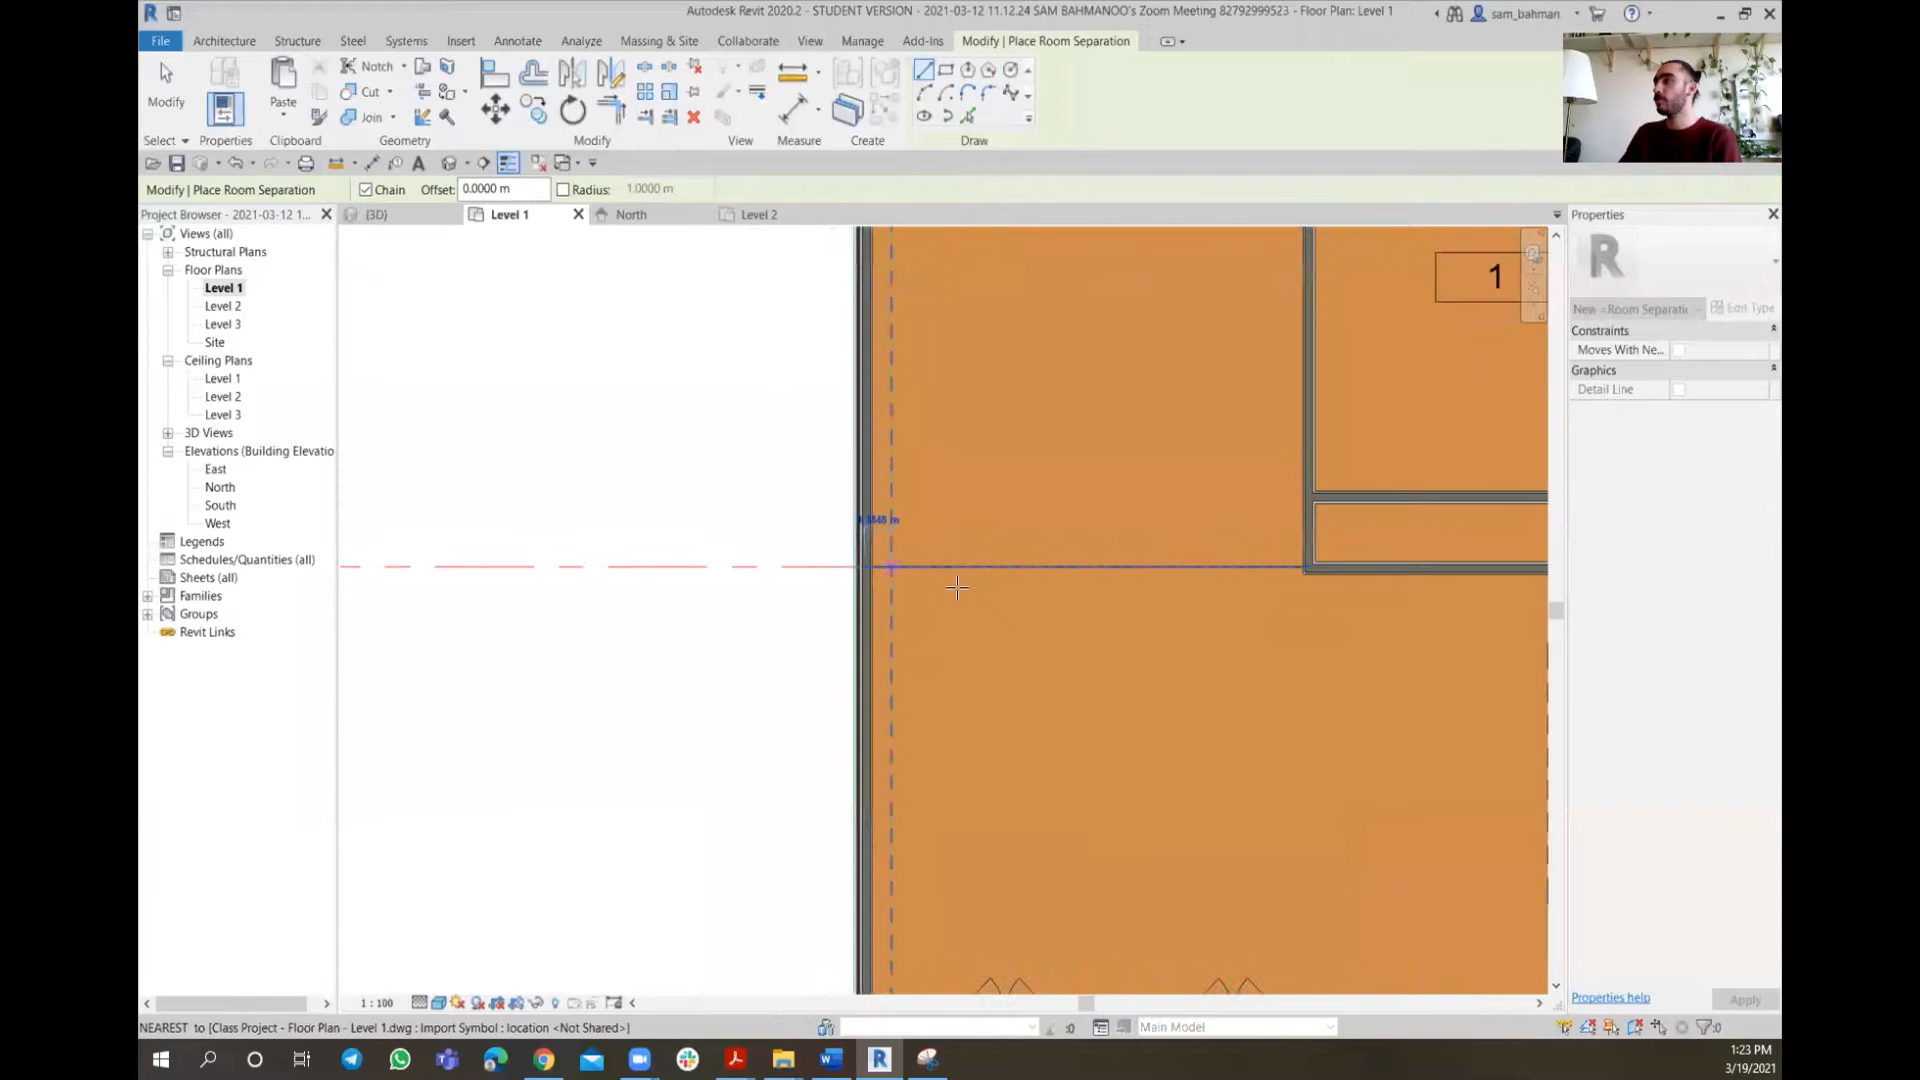 Autodesk Revit 2020.2 - STUDENT VERSION - 2021-03-12 11.12.24 SAM BAHMANOO's Zoom Meeting 82792999523 - Floor Plan: Level 1
sam_bahman
File Architecture Structure Steel Systems Insert Annotate Analyze Massing & Site Collaborate View Manage Add-Ins Modify | Place Room Separation
Modify
Paste
Notch
Cut
Join
Select Properties Clipboard Geometry Modify View Measure Create Draw
Modify | Place Room Separation Chain Offset: 0.0000 m Radius: 1.0000 m
Project Browser - 2021-03-12 1...
{3D} Level 1 North Level 2
Properties
Views (all)
Structural Plans
Floor Plans
Level 1
Level 2
Level 3
Site
Ceiling Plans
Level 1
Level 2
Level 3
3D Views
Elevations (Building Elevatio
East
North
South
West
Legends
Schedules/Quantities (all)
Sheets (all)
Families
Groups
Revit Links
1
New <Room Separati
Edit Type
Constraints
Moves With Ne...
Graphics
Detail Line
1 : 100
Properties help
Apply
NEAREST to [Class Project - Floor Plan - Level 1.dwg : Import Symbol : location <Not Shared>]
:0
Main Model
:0
1:23 PM
3/19/2021